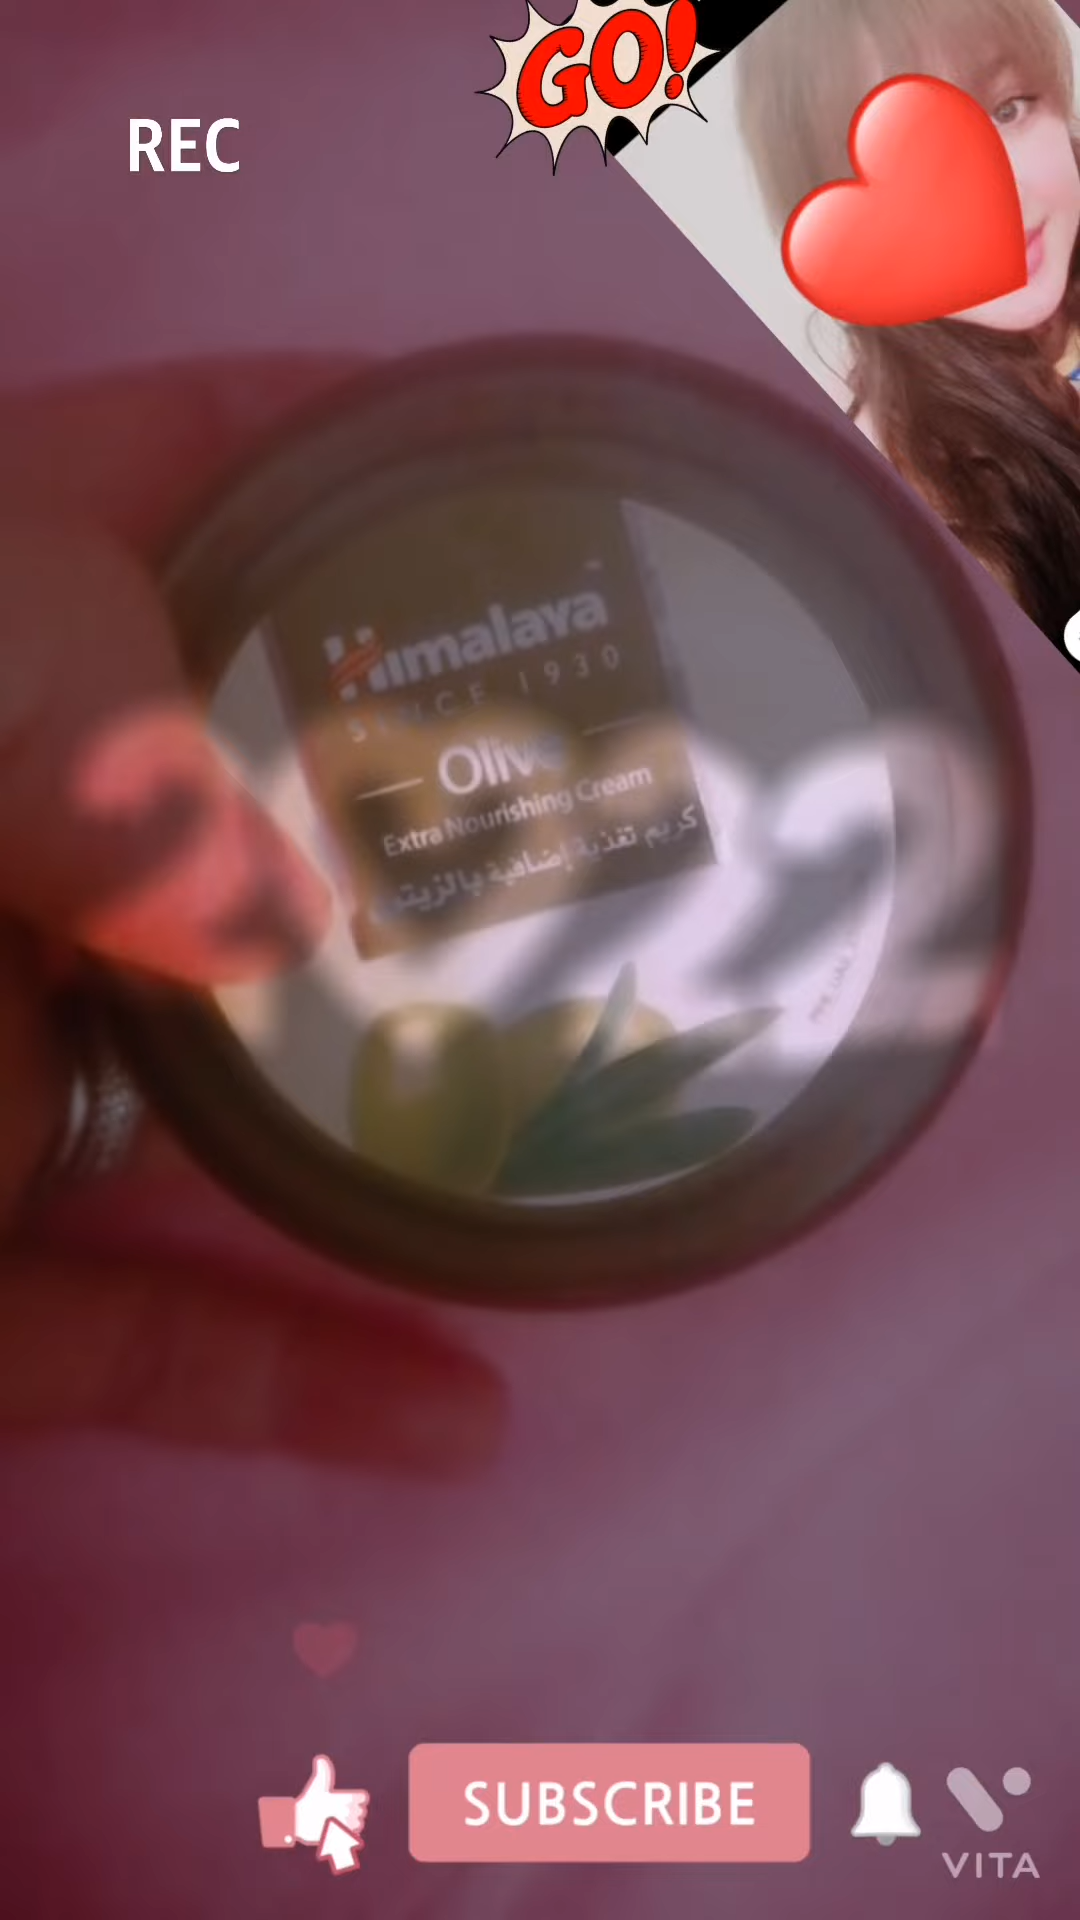 GO!
REC
Himalaya
SINCE 1930
Olive
Extra Nourishing Cream
كريم تغذية إضافية بالزيتون
SUBSCRIBE
VITA